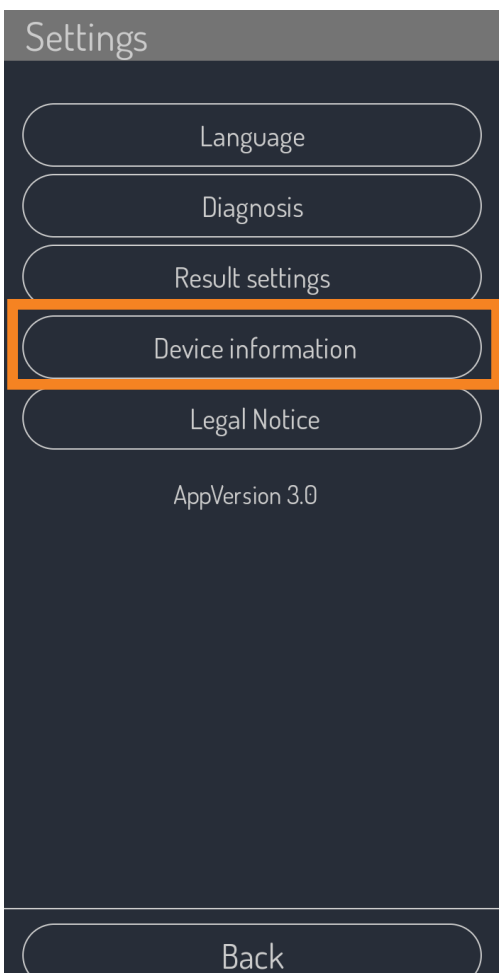 Settings
Language
Diagnosis
Result settings
Device information
Legal Notice
AppVersion 3.0
Back